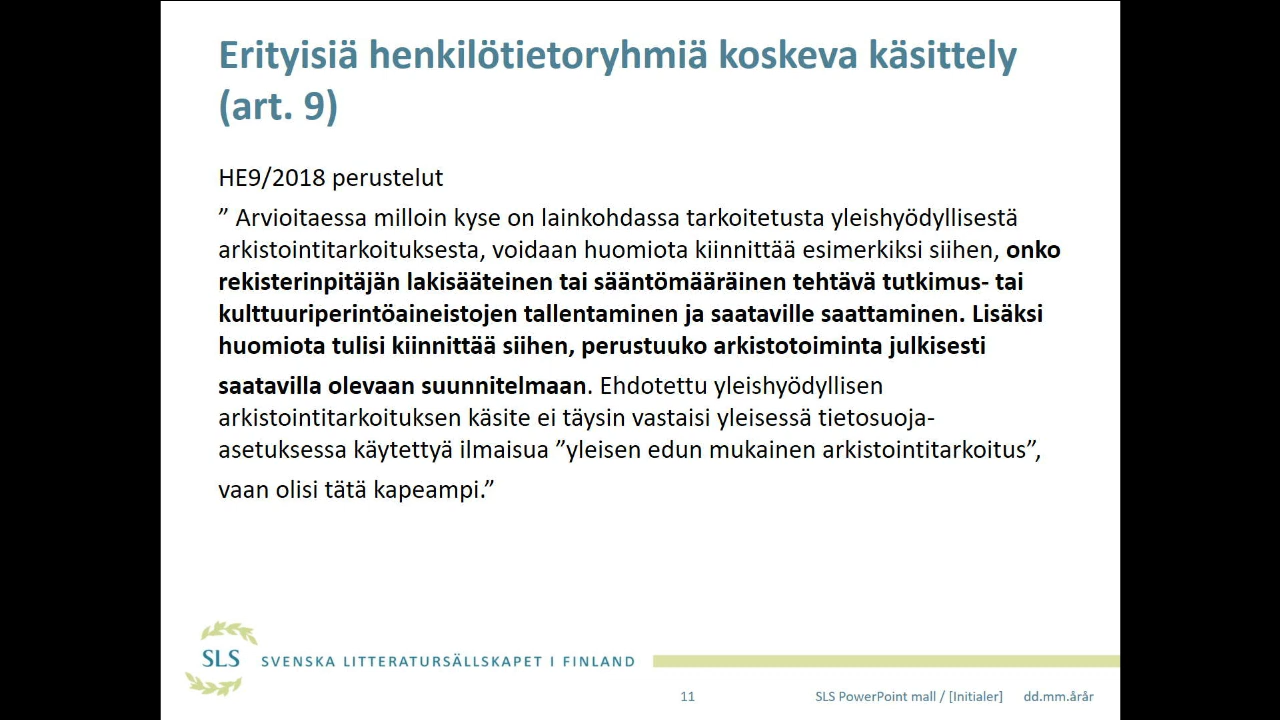 Erityisiä henkilötietoryhmiä koskeva käsittely
(art. 9)
HE9/2018 perustelut
” Arvioitaessa milloin kyse on lainkohdassa tarkoitetusta yleishyödyllisestä
arkistointitarkoituksesta, voidaan huomiota kiinnittää esimerkiksi siihen, onko
rekisterinpitäjän lakisääteinen tai sääntömääräinen tehtävä tutkimus- tai
kulttuuriperintöaineistojen tallentaminen ja saataville saattaminen. Lisäksi
huomiota tulisi kiinnittää siihen, perustuuko arkistotoiminta julkisesti
saatavilla olevaan suunnitelmaan. Ehdotettu yleishyödyllisen
arkistointitarkoituksen käsite ei täysin vastaisi yleisessä tietosuoja-
asetuksessa käytettyä ilmaisua ”yleisen edun mukainen arkistointitarkoitus”,
vaan olisi tätä kapeampi.”
SLS SVENSKA LITTERATURSÄLLSKAPET I FINLAND
11 SLS PowerPoint mall / [Initialer] dd.mm.årår